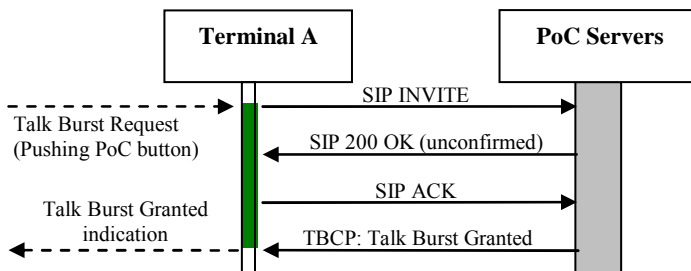 Terminal A
PoC Servers
SIP INVITE
Talk Burst Request
(Pushing PoC button)
SIP 200 OK (unconfirmed)
SIP ACK
Talk Burst Granted
indication
TBCP: Talk Burst Granted